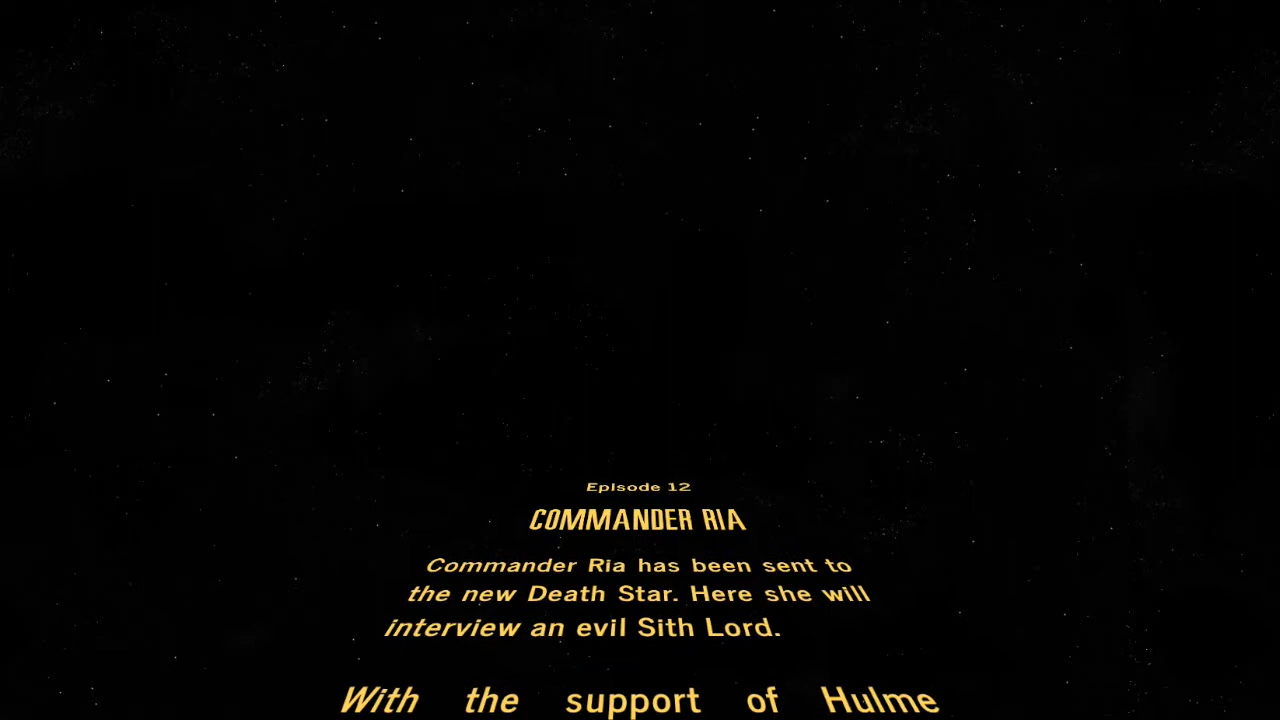 Episode 12
COMMANDER RIA
Commander Ria has been sent to
the new Death Star. Here she will
interview an evil Sith Lord.
With the support of Hulme